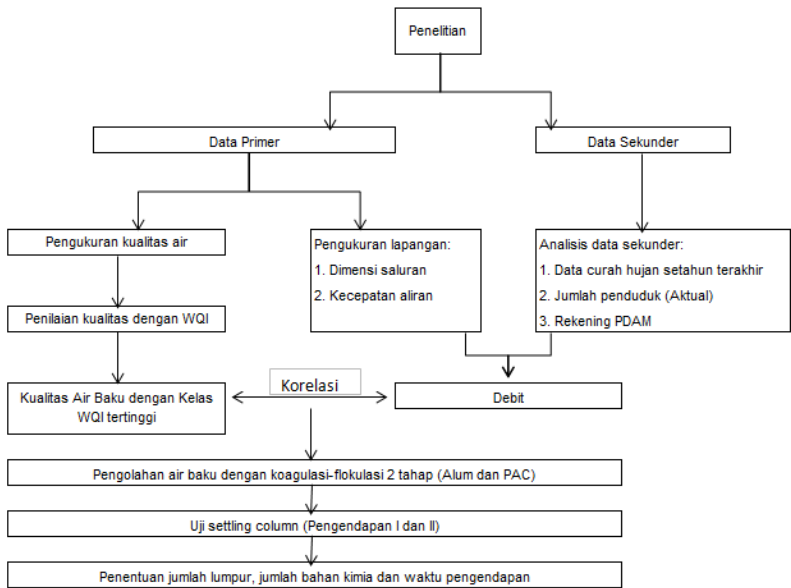 Penelitian
Data Primer
Data Sekunder
Pengukuran kualitas air
Pengukuran lapangan:
1. Dimensi saluran
2. Kecepatan aliran
Analisis data sekunder:
1. Data curah hujan setahun terakhir
2. Jumlah penduduk (Aktual)
3. Rekening PDAM
Penilaian kualitas dengan WQI
Kualitas Air Baku dengan Kelas
WQI tertinggi
Korelasi
Debit
Pengolahan air baku dengan koagulasi-flokulasi 2 tahap (Alum dan PAC)
Uji settling column (Pengendapan I dan II)
Penentuan jumlah lumpur, jumlah bahan kimia dan waktu pengendapan